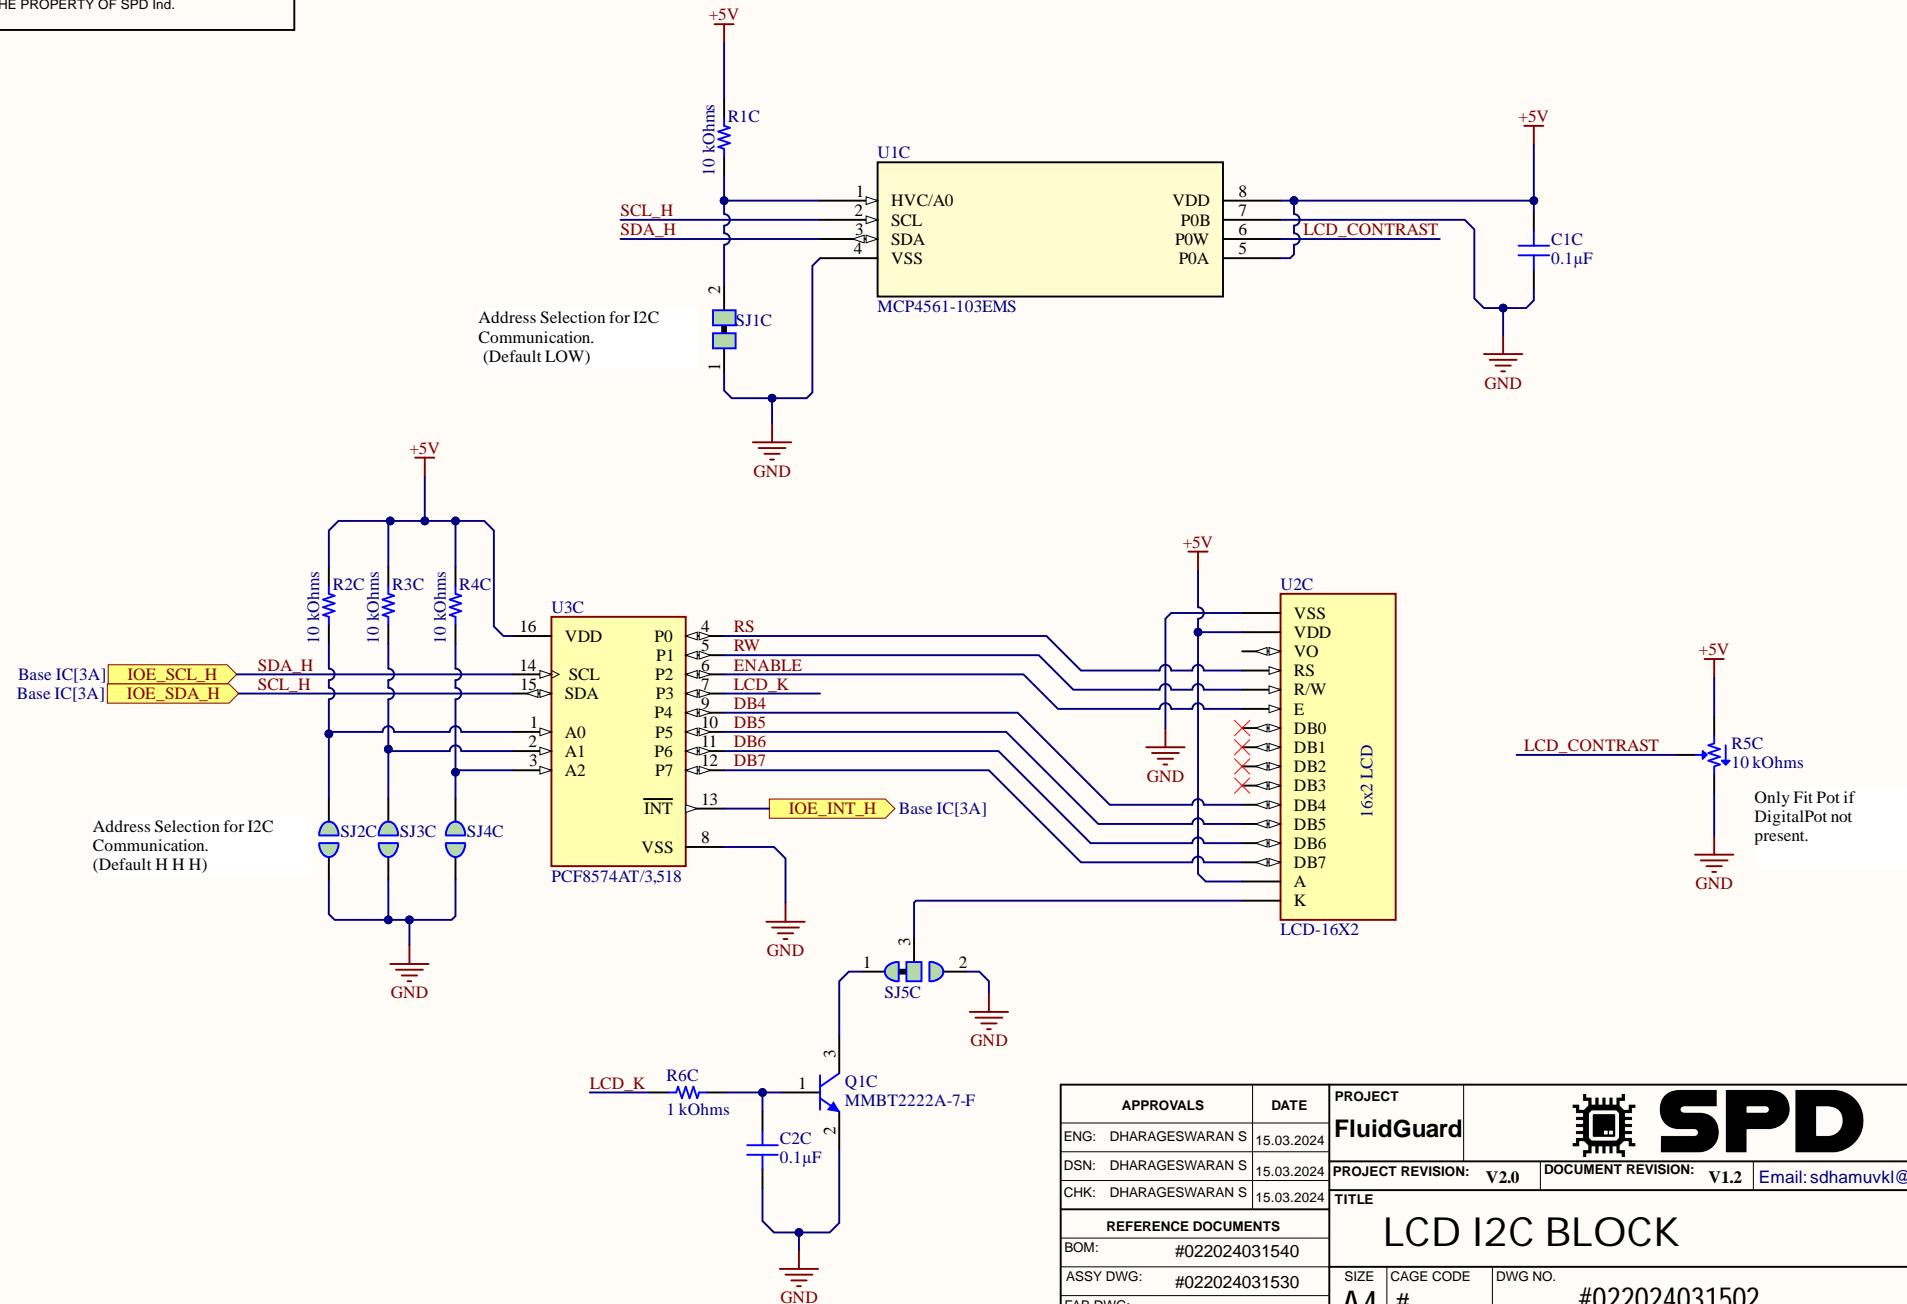 HE PROPERTY OF SPD Ind.
+5V
R1C
10 kOhms
U1C
1
2
3
4
HVC/A0
SCL
SDA
VSS
VDD
P0B
P0W
P0A
8
7
6
5
SCL_H
SDA_H
LCD_CONTRAST
MCP4561-103EMS
+5V
C1C
0.1µF
GND
2
SJ1C
1
Address Selection for I2C
Communication.
(Default LOW)
GND
+5V
R2C
R3C
R4C
10 kOhms
10 kOhms
10 kOhms
Base IC[3A]
IOE_SCL_H
SDA_H
Base IC[3A]
IOE_SDA_H
SCL_H
U3C
16
14
15
1
2
3
VDD
SCL
SDA
A0
A1
A2
P0
P1
P2
P3
P4
P5
P6
P7
INT
VSS
4
5
6
7
9
10
11
12
13
8
RS
RW
ENABLE
LCD_K
DB4
DB5
DB6
DB7
IOE_INT_H
Base IC[3A]
PCF8574AT/3,518
GND
Address Selection for I2C
Communication.
(Default H H H)
SJ2C
SJ3C
SJ4C
GND
+5V
GND
U2C
VSS
VDD
VO
RS
R/W
E
DB0
DB1
DB2
DB3
DB4
DB5
DB6
DB7
A
K
16x2 LCD
LCD-16X2
+5V
LCD_CONTRAST
R5C
10 kOhms
Only Fit Pot if
DigitalPot not
present.
GND
3
1
2
SJ5C
GND
LCD_K
R6C
1 kOhms
1
3
2
Q1C
MMBT2222A-7-F
C2C
0.1µF
GND
APPROVALS
DATE
ENG: DHARAGESWARAN S 15.03.2024
DSN: DHARAGESWARAN S 15.03.2024
CHK: DHARAGESWARAN S 15.03.2024
REFERENCE DOCUMENTS
BOM: #022024031540
ASSY DWG: #022024031530
PROJECT
FluidGuard
SPD
PROJECT REVISION: V2.0
DOCUMENT REVISION: V1.2
Email: sdhamuvkl@
TITLE
LCD I2C BLOCK
SIZE
A4
CAGE CODE
#
DWG NO.
#022024031502